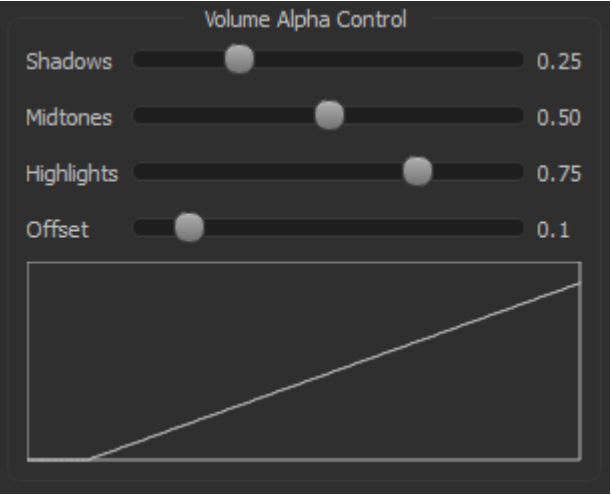 Volume Alpha Control
Shadows 0.25
Midtones 0.50
Highlights 0.75
Offset 0.1